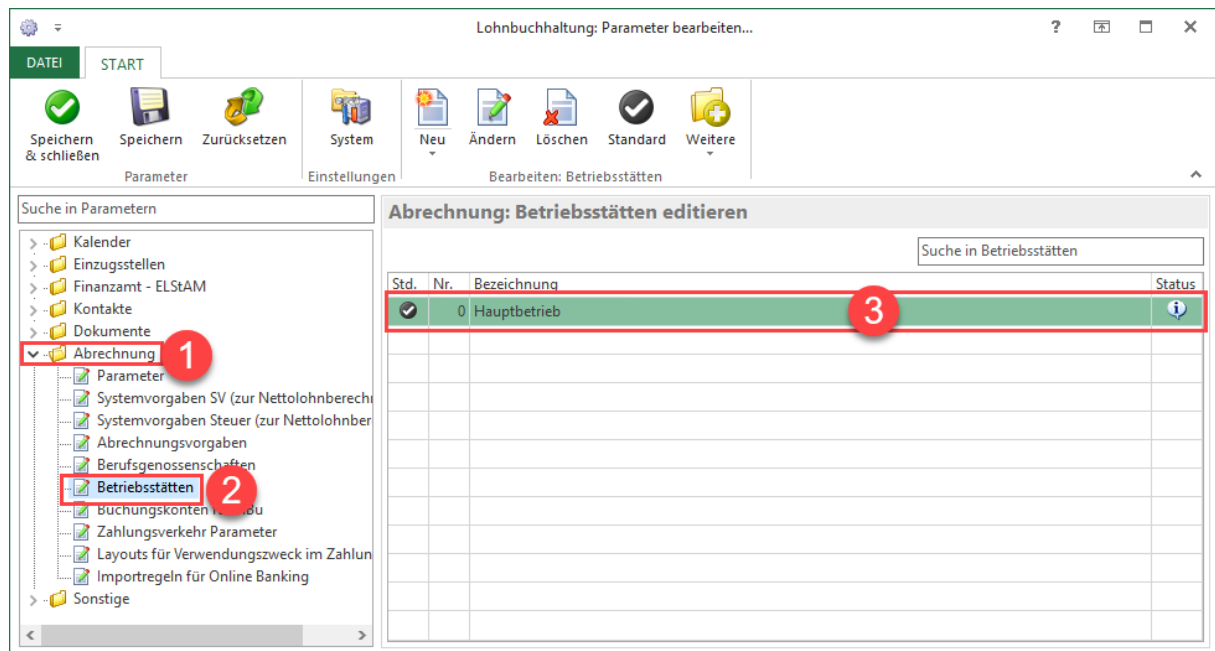 Lohnbuchhaltung: Parameter bearbeiten...
?
DATEI
START
Speichern
& schließen
Speichern
Zurücksetzen
System
Neu
Ändern
Löschen
Standard
Weitere
Parameter
Einstellungen
Bearbeiten: Betriebsstätten
Suche in Parametern
Kalender
Einzugsstellen
Finanzamt - ELStAM
Kontakte
Dokumente
Abrechnung
1
Parameter
Systemvorgaben SV (zur Nettolohnberech
Systemvorgaben Steuer (zur Nettolohnber
Abrechnungsvorgaben
Berufsgenossenschaften
Betriebsstätten
2
Buchungskonten
Zahlungsverkehr Parameter
Layouts für Verwendungszweck im Zahlun
Importregeln für Online Banking
Sonstige
Abrechnung: Betriebsstätten editieren
Suche in Betriebsstätten
Std. Nr. Bezeichnung Status
0 Hauptbetrieb
3